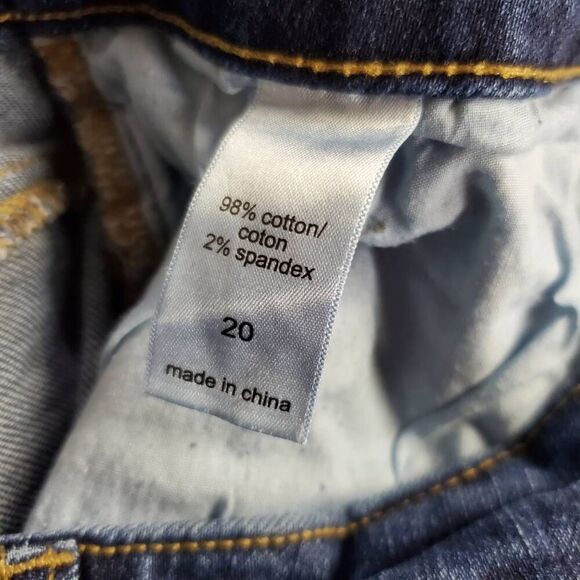 98% cotton/
coton
2% spandex
20
made in china